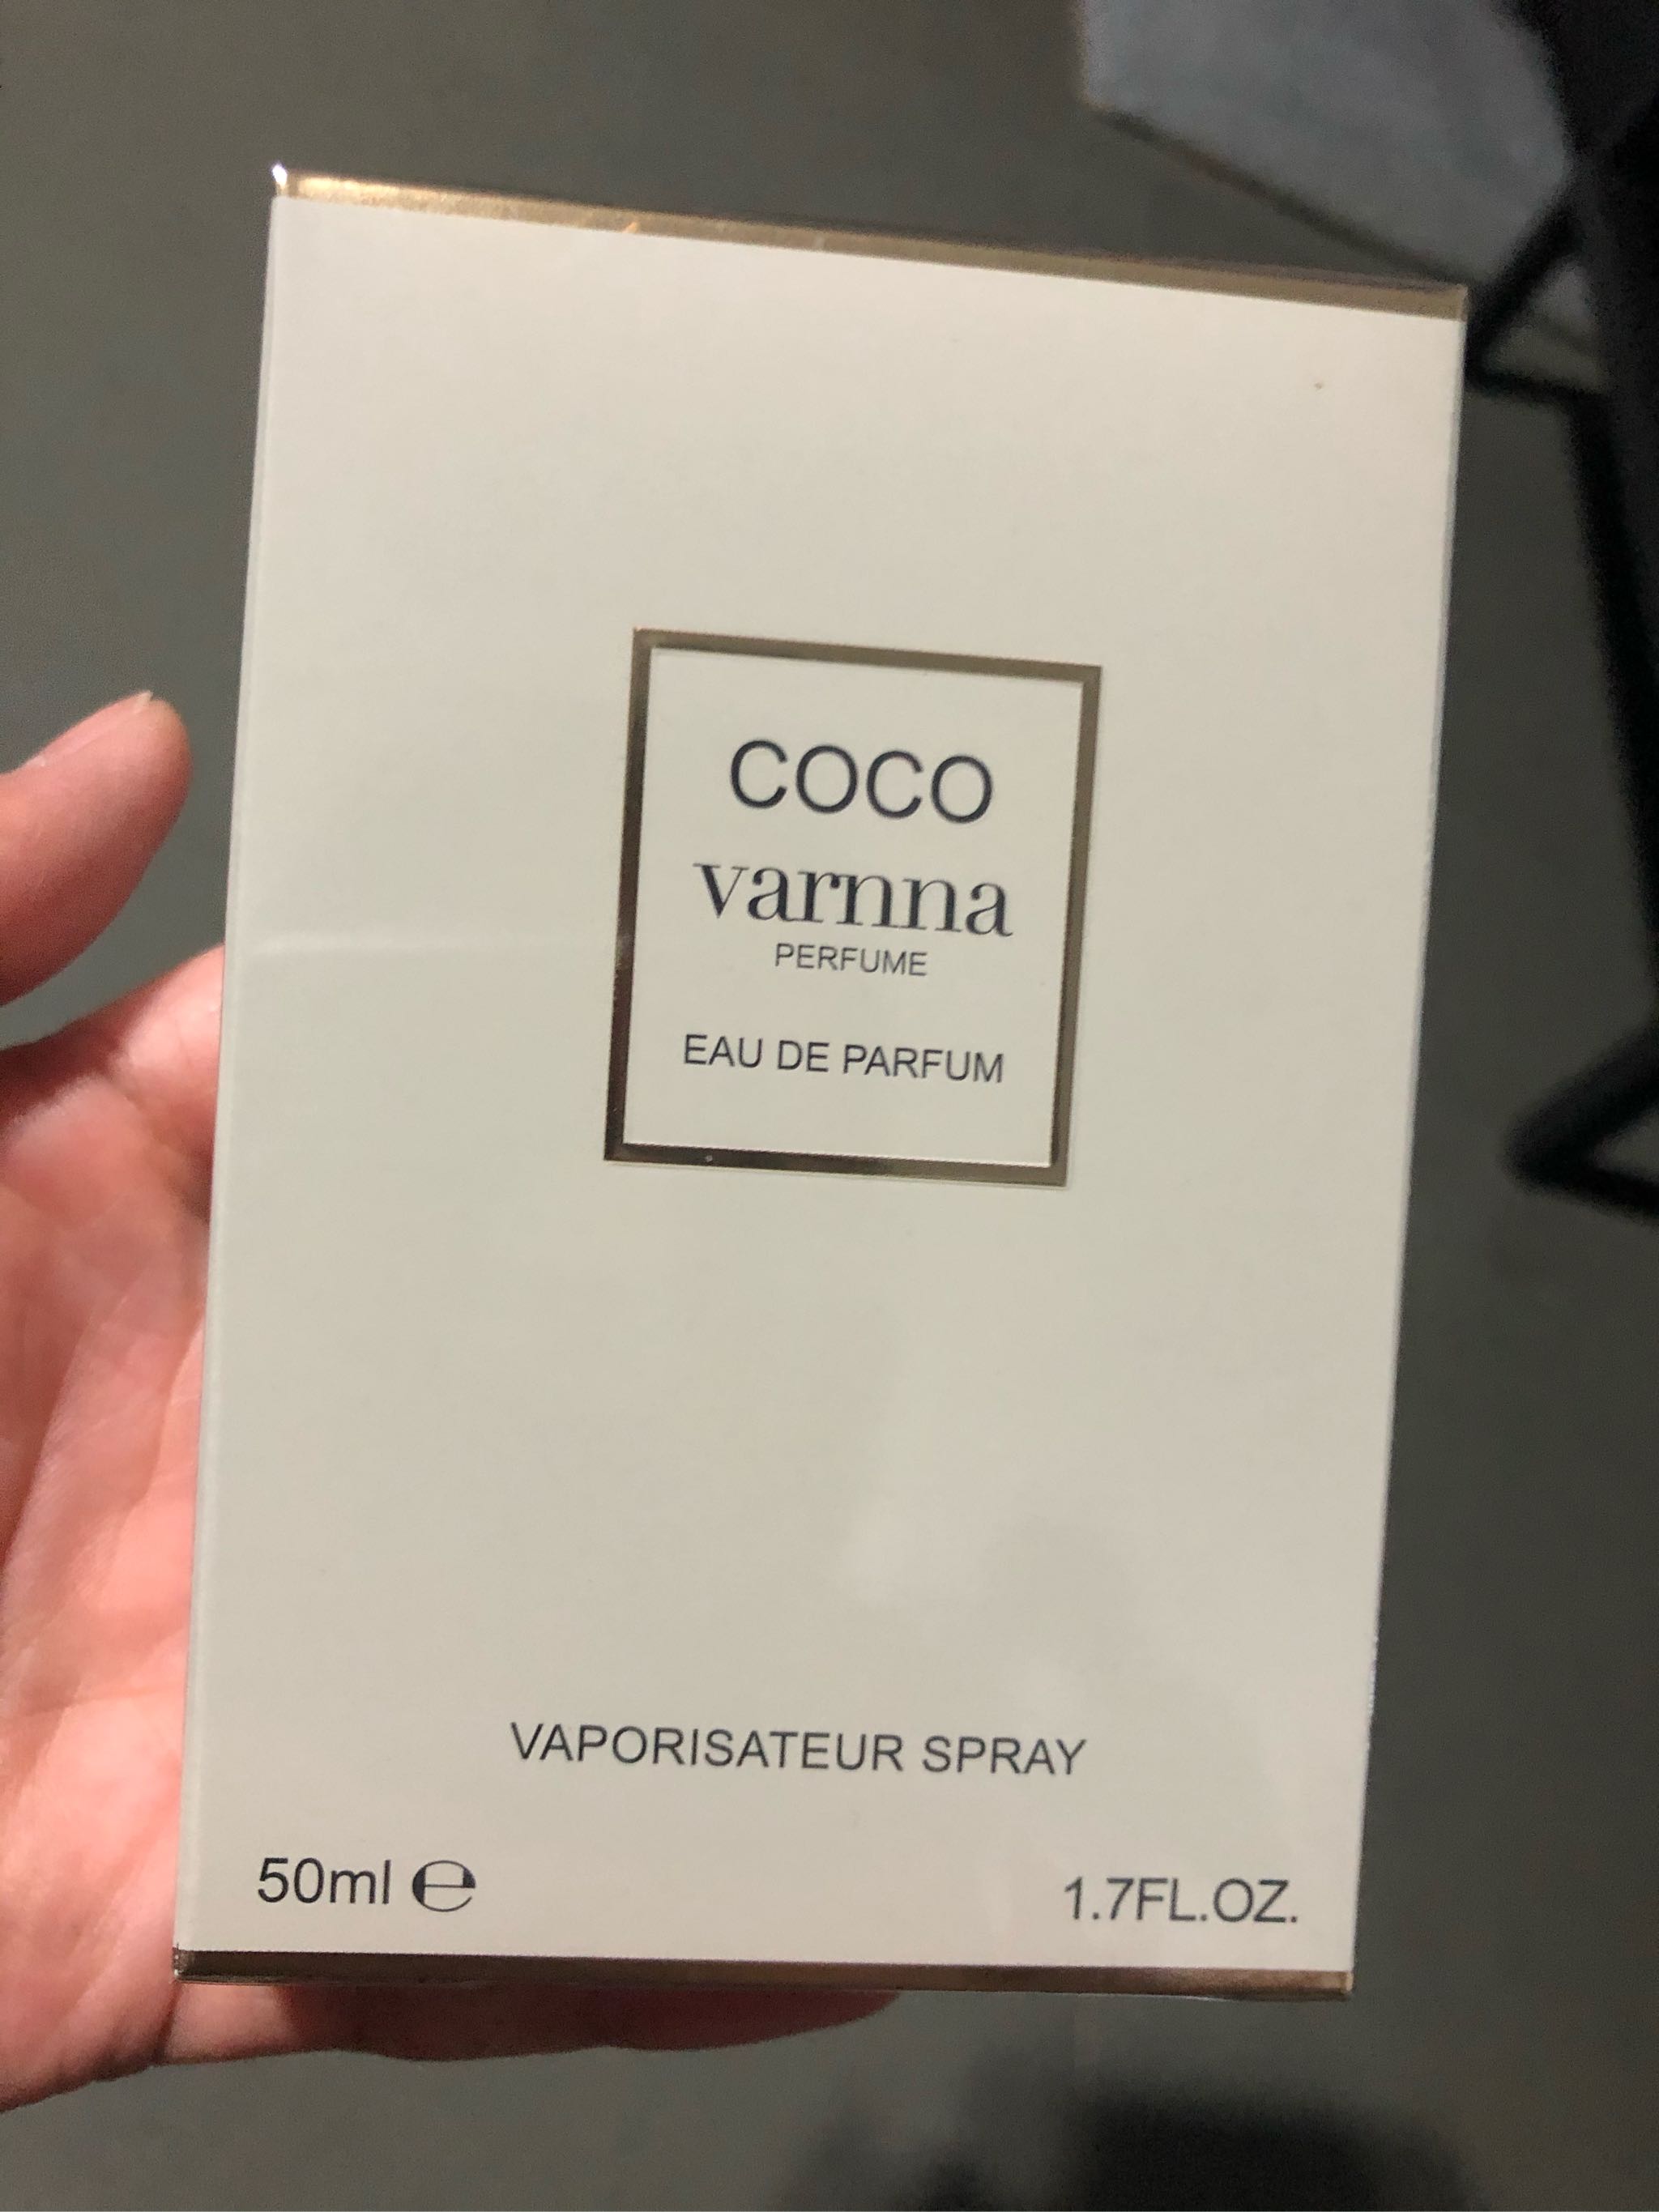 COCO
varnna
PERFUME
EAU DE PARFUM
VAPORISATEUR SPRAY
50ml ℮
1.7FL.OZ.